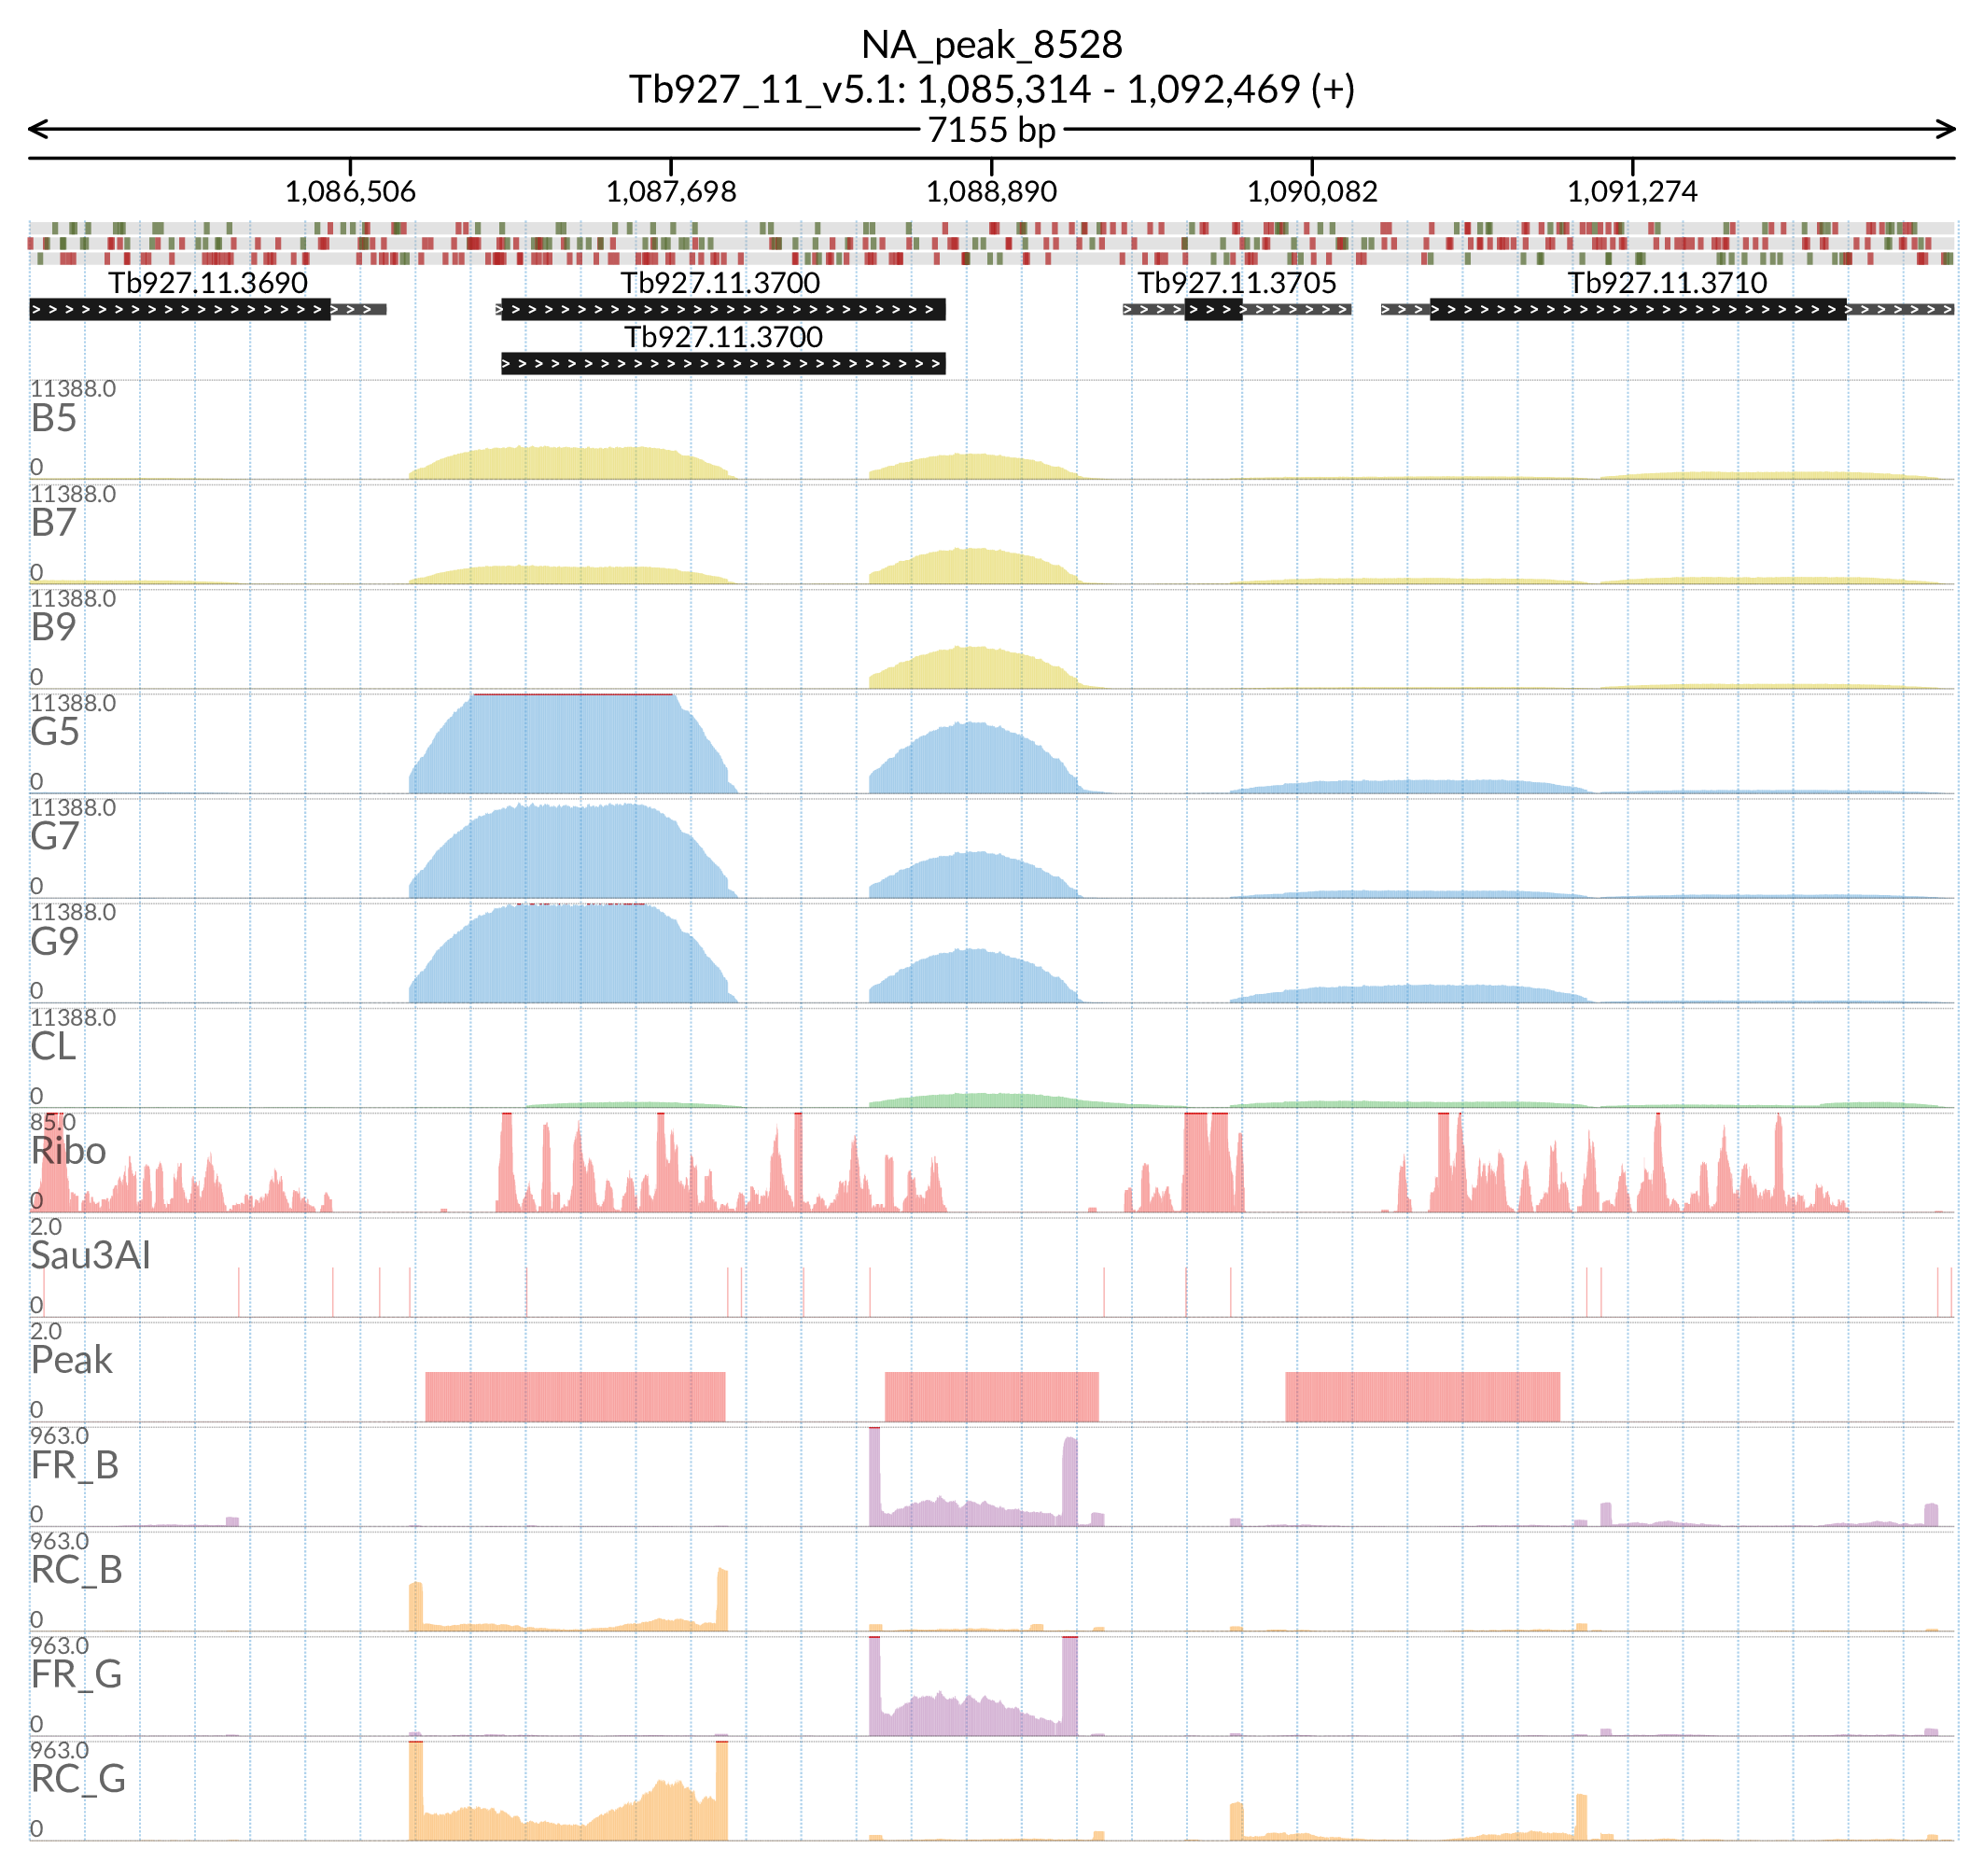 NA_peak_8528
Tb927_11_v5.1: 1,085,314 - 1,092,469 (+)
7155 bp
1,086,506 1,087,698 1,088,890 1,090,082 1,091,274
Tb927.11.3690 Tb927.11.3700 Tb927.11.3705 Tb927.11.3710
Tb927.11.3700
11388.0
B5
0
11388.0
B7
0
11388.0
B9
0
11388.0
G5
0
11388.0
G7
0
11388.0
G9
0
11388.0
CL
0
85.0
Ribo
0
2.0
Sau3AI
0
2.0
Peak
0
963.0
FR_B
0
963.0
RC_B
0
963.0
FR_G
0
963.0
RC_G
0